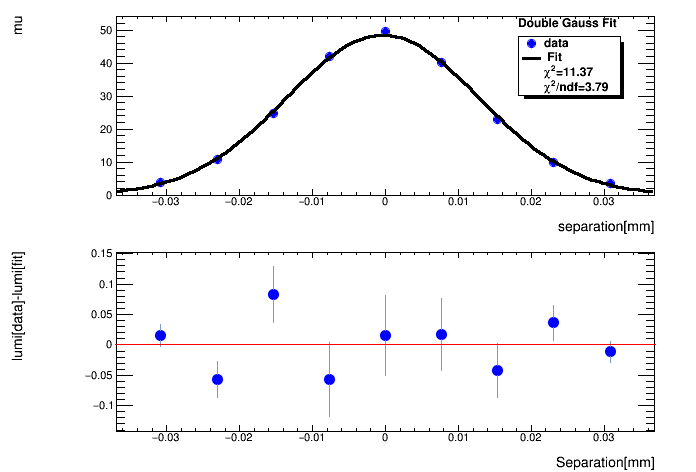 Double Gauss Fit
mu
50
40
30
20
10
0
data
Fit
χ²=11.37
χ²/ndf=3.79
−0.03 −0.02 −0.01 0 0.01 0.02 0.03
separation[mm]
lumi[data]-lumi[fit]
0.15
0.1
0.05
0
−0.05
−0.1
−0.03 −0.02 −0.01 0 0.01 0.02 0.03
Separation[mm]